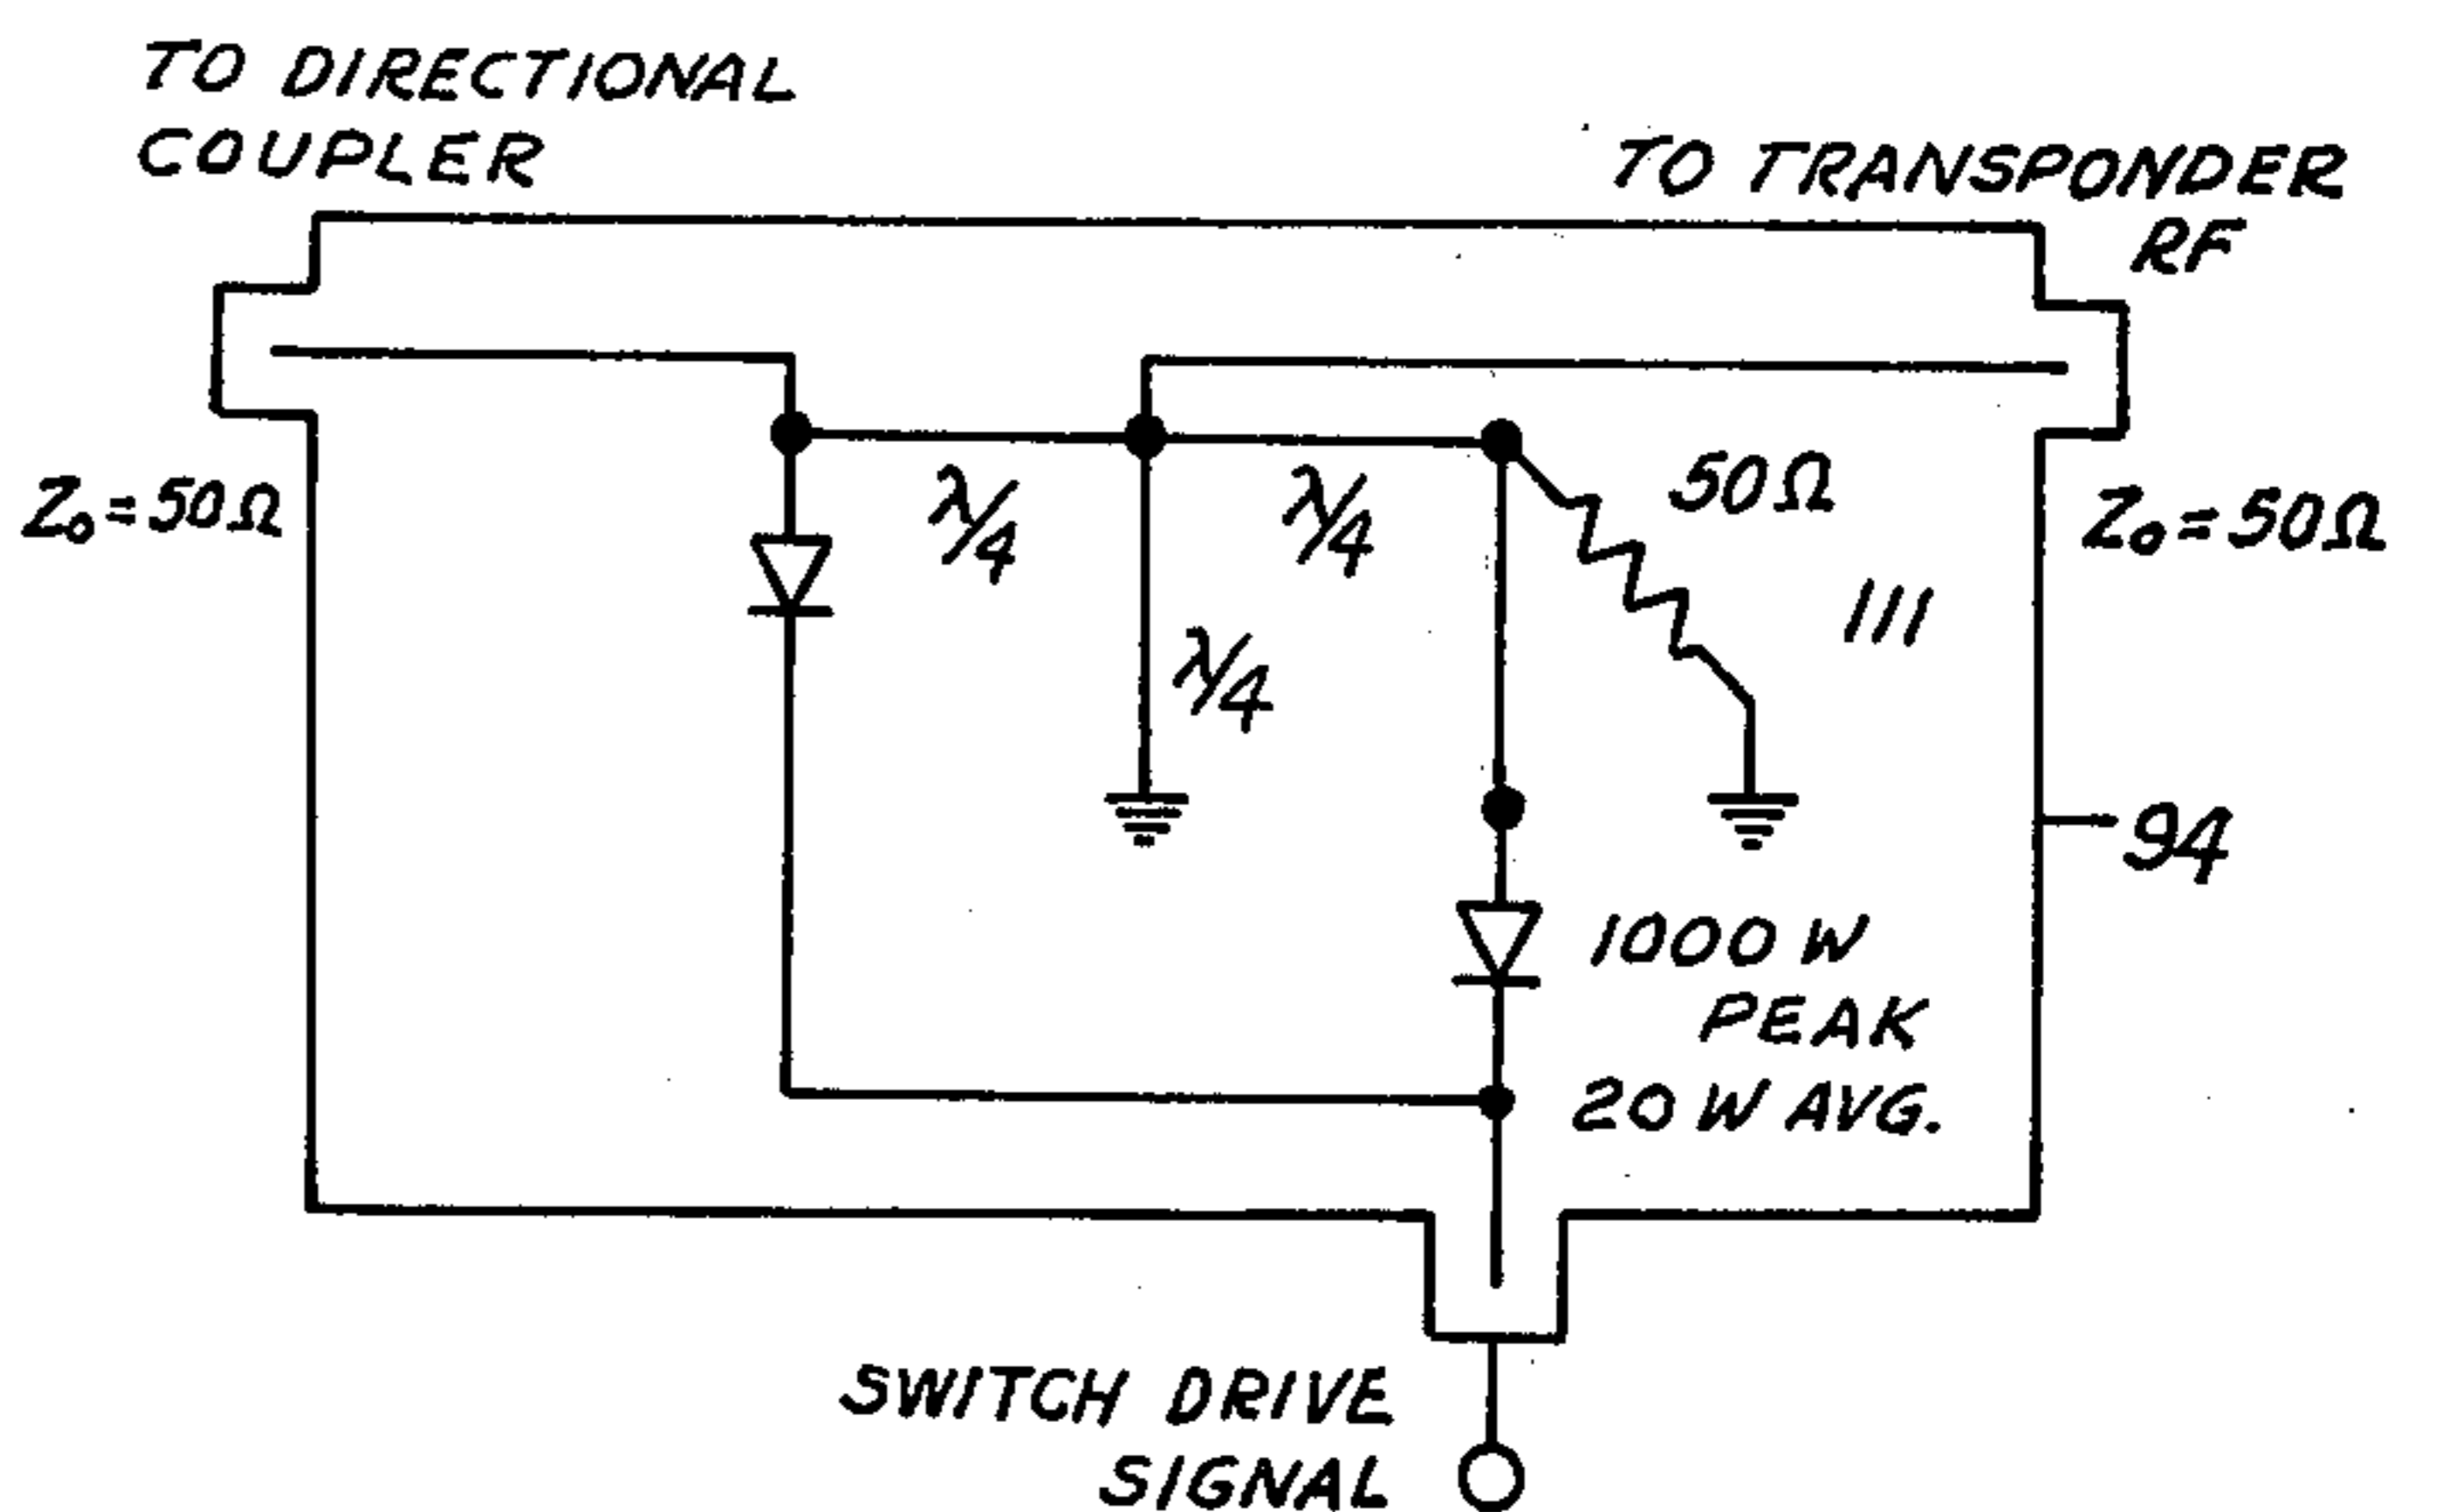 TO DIRECTIONAL
COUPLER
TO TRANSPONDER
RF
Z₀=50Ω
λ/4
λ/4
50Ω
Z₀=50Ω
111
λ/4
94
1000 W
PEAK
20 W AVG.
SWITCH DRIVE
SIGNAL